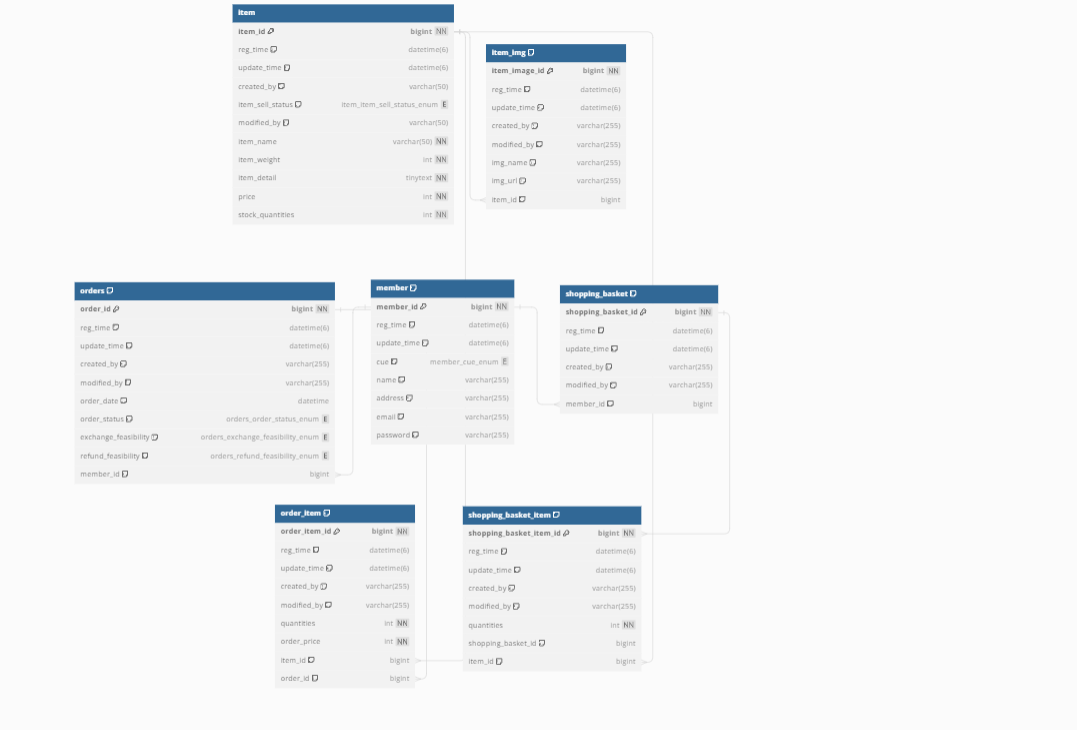 item
item_id bigint NN
reg_time datetime(6)
update_time datetime(6)
created_by varchar(50)
item_sell_status item_item_sell_status_enum E
modified_by varchar(50)
item_name varchar(50) NN
item_weight int NN
item_detail tinytext NN
price int NN
stock_quantities int NN
item_img
item_image_id bigint NN
reg_time datetime(6)
update_time datetime(6)
created_by varchar(255)
modified_by varchar(255)
img_name varchar(255)
img_url varchar(255)
item_id bigint
orders
order_id bigint NN
reg_time datetime(6)
update_time datetime(6)
created_by varchar(255)
modified_by varchar(255)
order_date datetime
order_status orders_order_status_enum E
exchange_feasibility orders_exchange_feasibility_enum E
refund_feasibility orders_refund_feasibility_enum E
member_id bigint
member
member_id bigint NN
reg_time datetime(6)
update_time datetime(6)
cue member_cue_enum E
name varchar(255)
address varchar(255)
email varchar(255)
password varchar(255)
shopping_basket
shopping_basket_id bigint NN
reg_time datetime(6)
update_time datetime(6)
created_by varchar(255)
modified_by varchar(255)
member_id bigint
order_item
order_item_id bigint NN
reg_time datetime(6)
update_time datetime(6)
created_by varchar(255)
modified_by varchar(255)
quantities int NN
order_price int NN
item_id bigint
order_id bigint
shopping_basket_item
shopping_basket_item_id bigint NN
reg_time datetime(6)
update_time datetime(6)
created_by varchar(255)
modified_by varchar(255)
quantities int NN
shopping_basket_id bigint
item_id bigint